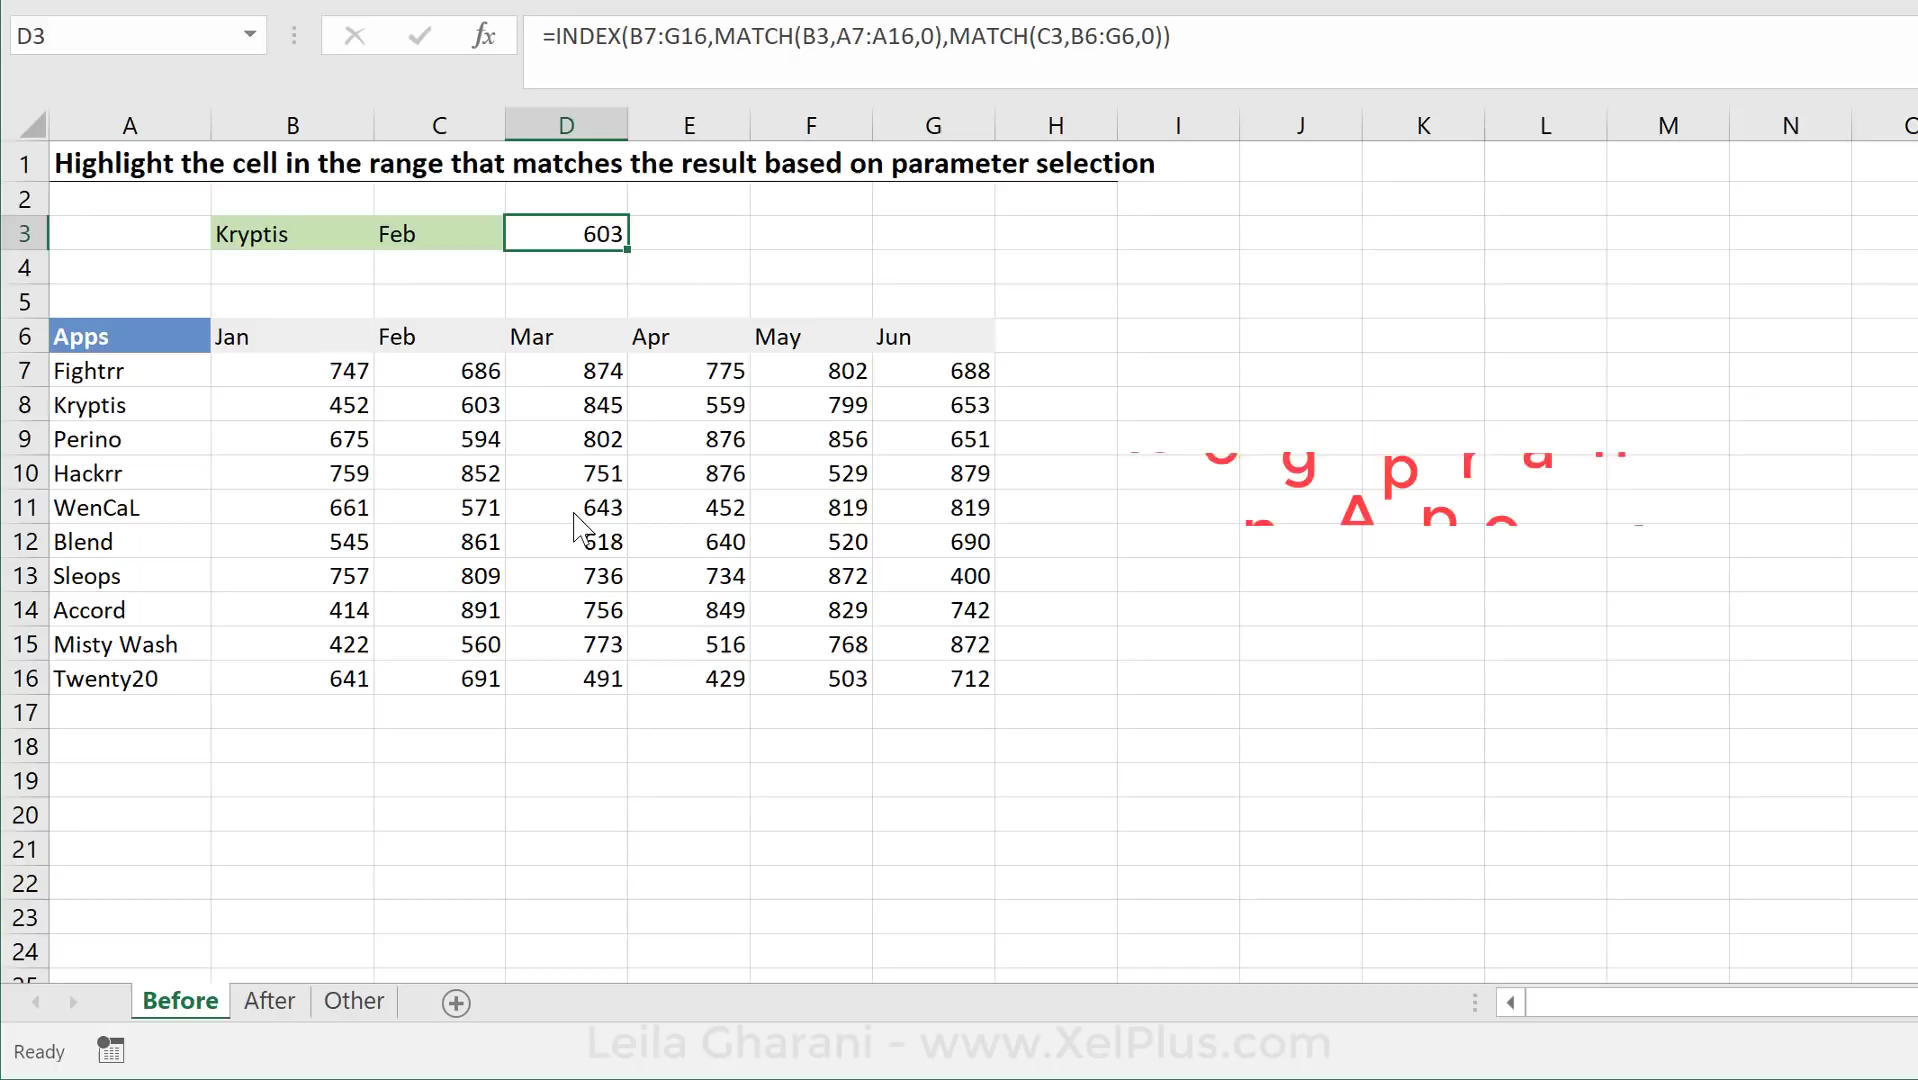 D3 fx =INDEX(B7:G16,MATCH(B3,A7:A16,0),MATCH(C3,B6:G6,0))
A B C D E F G H I J K L M N
1 Highlight the cell in the range that matches the result based on parameter selection
2
3 Kryptis Feb 603
4
5
6 Apps Jan Feb Mar Apr May Jun
7 Fightrr 747 686 874 775 802 688
8 Kryptis 452 603 845 559 799 653
9 Perino 675 594 802 876 856 651
10 Hackrr 759 852 751 876 529 879
11 WenCaL 661 571 643 452 819 819
12 Blend 545 861 518 640 520 690
13 Sleops 757 809 736 734 872 400
14 Accord 414 891 756 849 829 742
15 Misty Wash 422 560 773 516 768 872
16 Twenty20 641 691 491 429 503 712
17
18
19
20
21
22
23
24
Before After Other
Ready
Leila Gharani - www.XelPlus.com